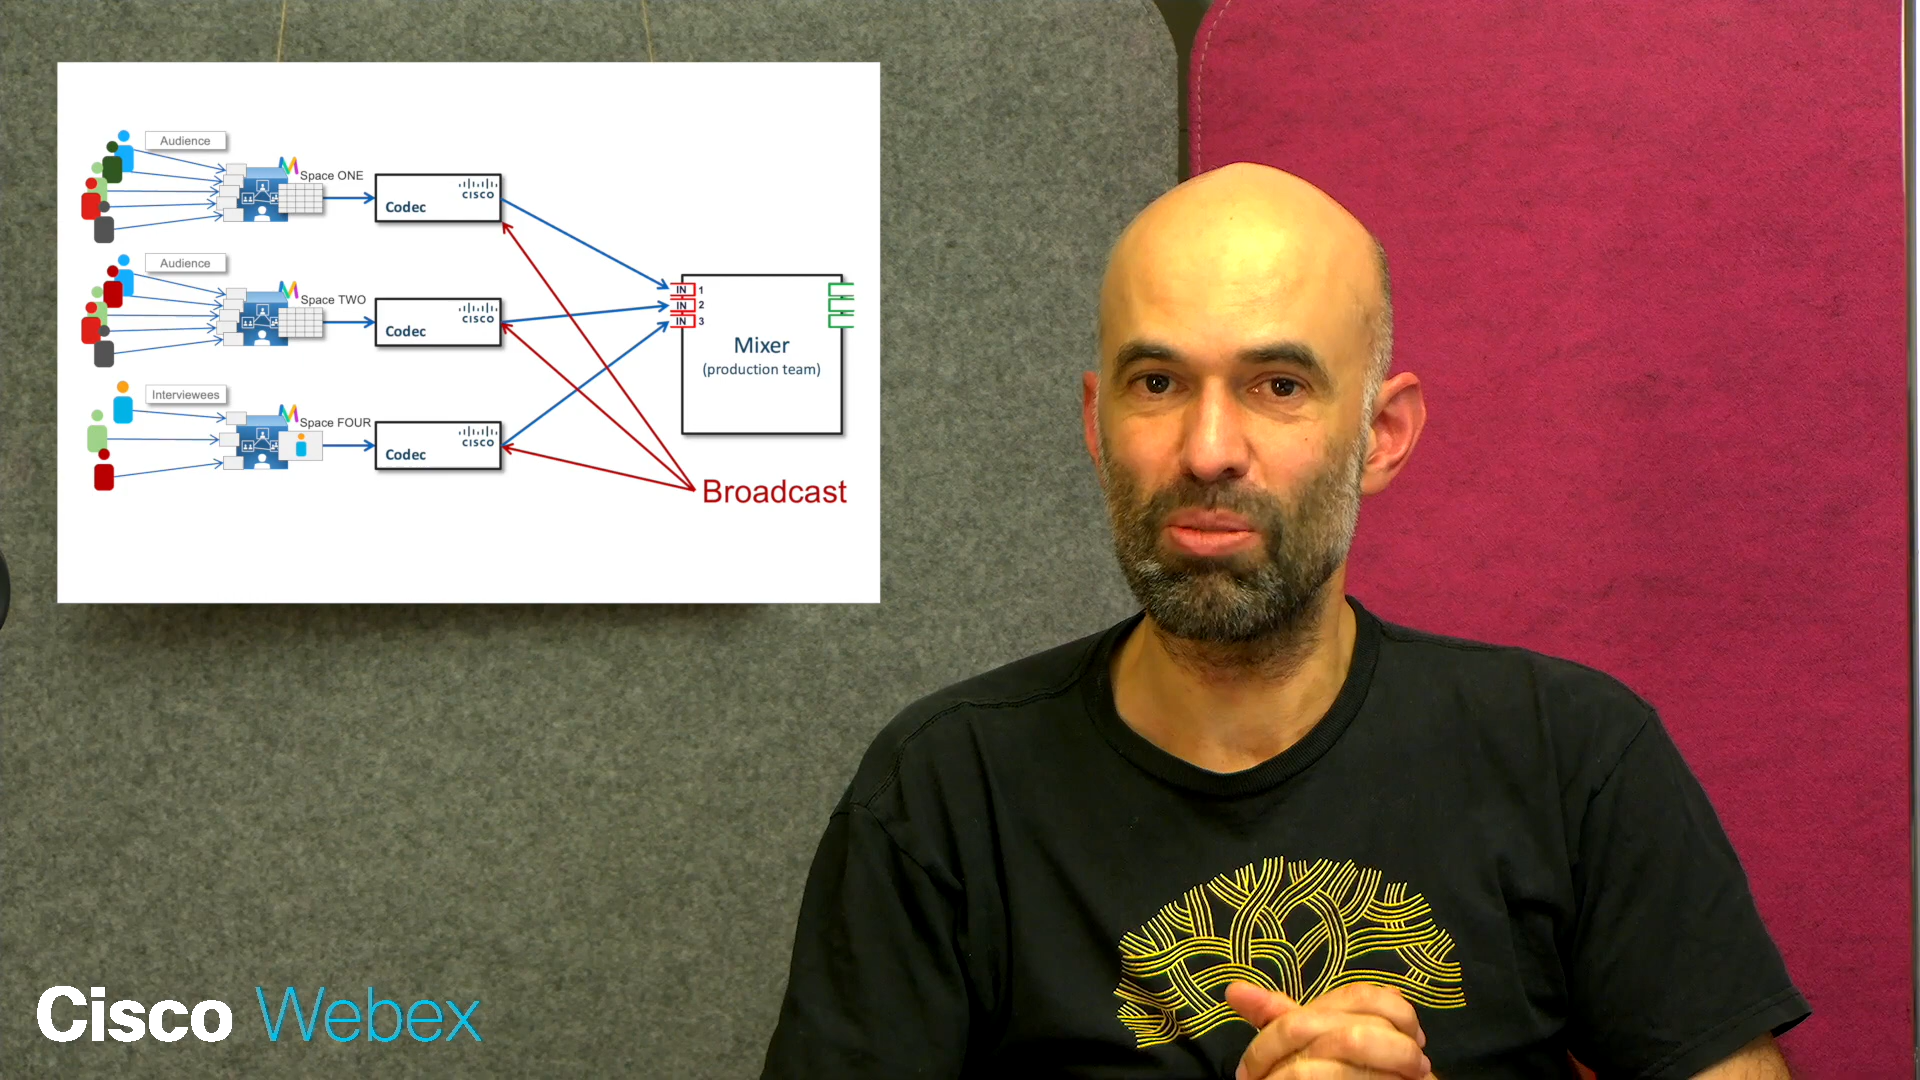 Audience
Space ONE
CISCO
Codec
Audience
Space TWO
CISCO
Codec
IN 1
IN 2
IN 3
Mixer
(production team)
Interviewees
Space FOUR
CISCO
Codec
Broadcast
Cisco Webex